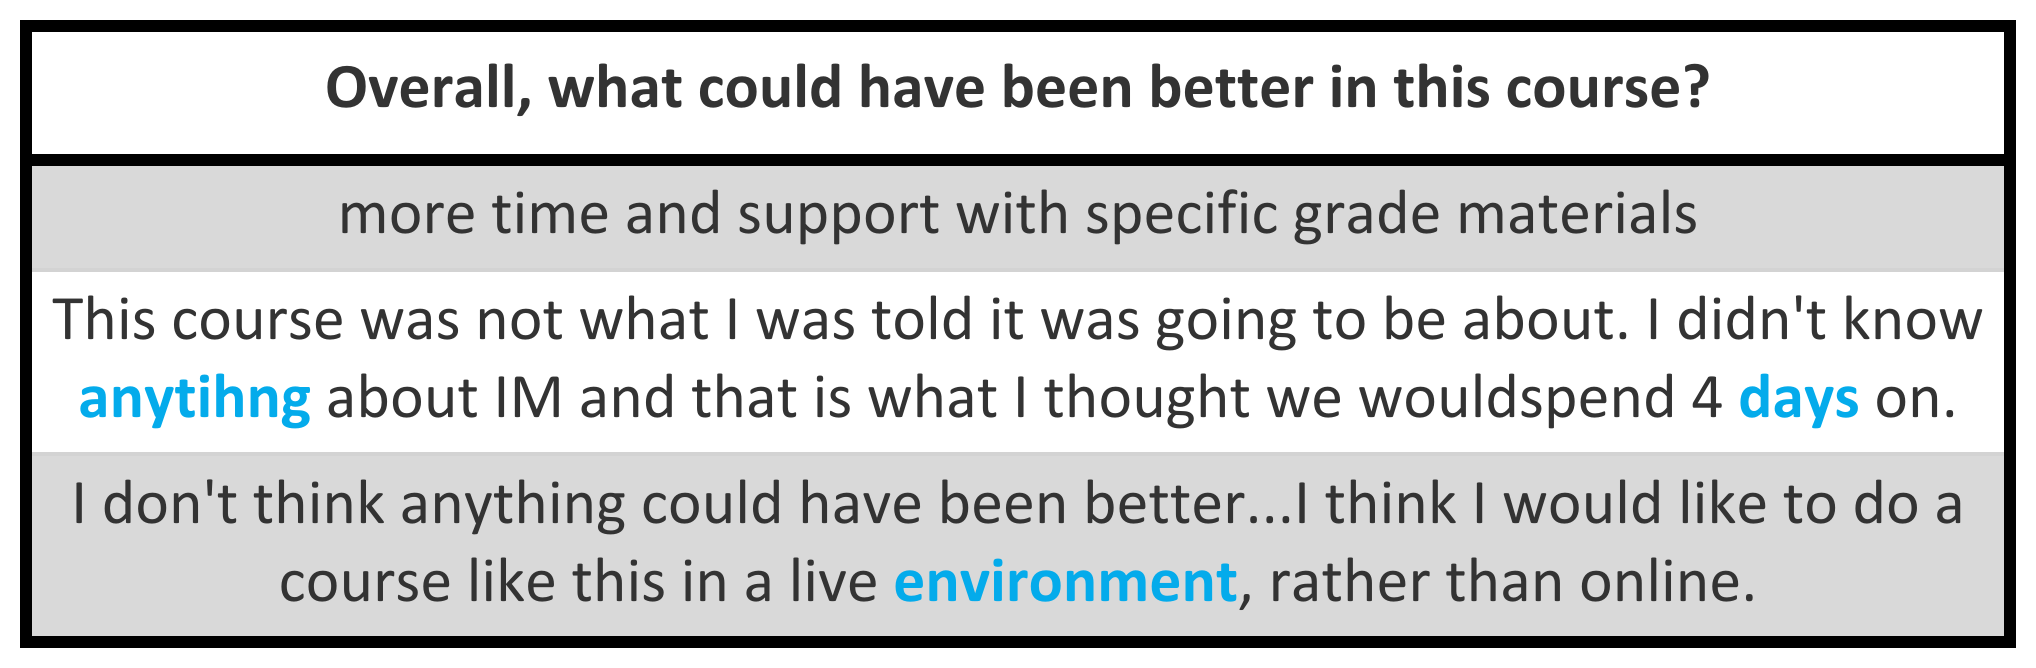 Overall, what could have been better in this course?
more time and support with specific grade materials
This course was not what I was told it was going to be about. I didn't know
anytihng about IM and that is what I thought we wouldspend 4 days on.
I don't think anything could have been better...I think I would like to do a
course like this in a live environment, rather than online.